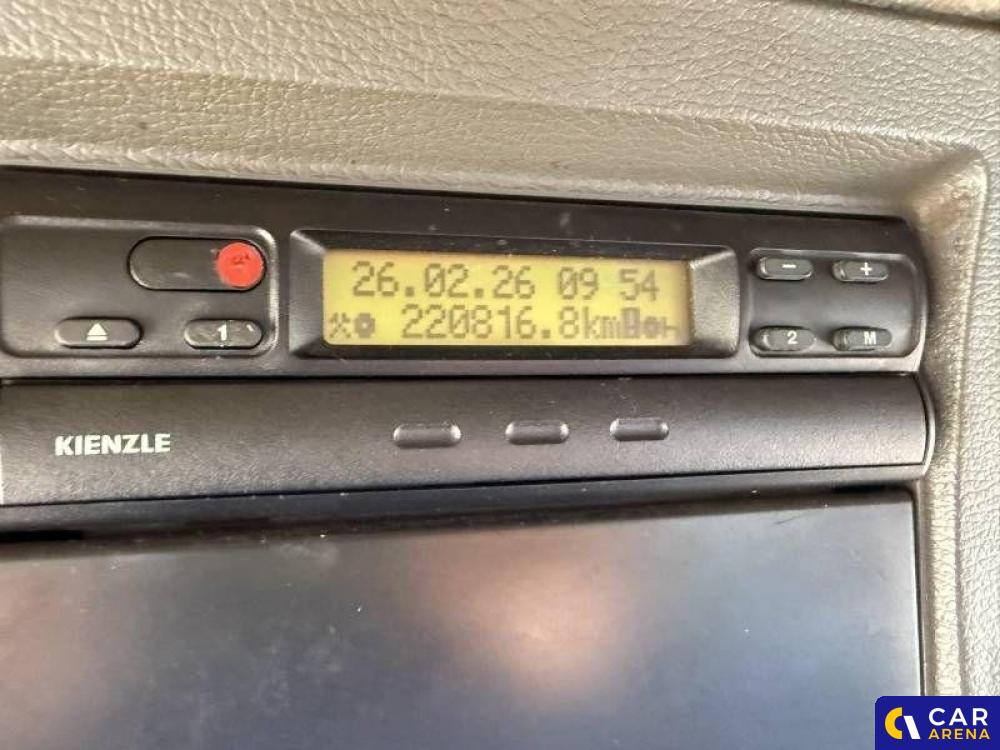 26.02.26 09 54
220816.8km
1
2
M
KIENZLE
CAR
ARENA